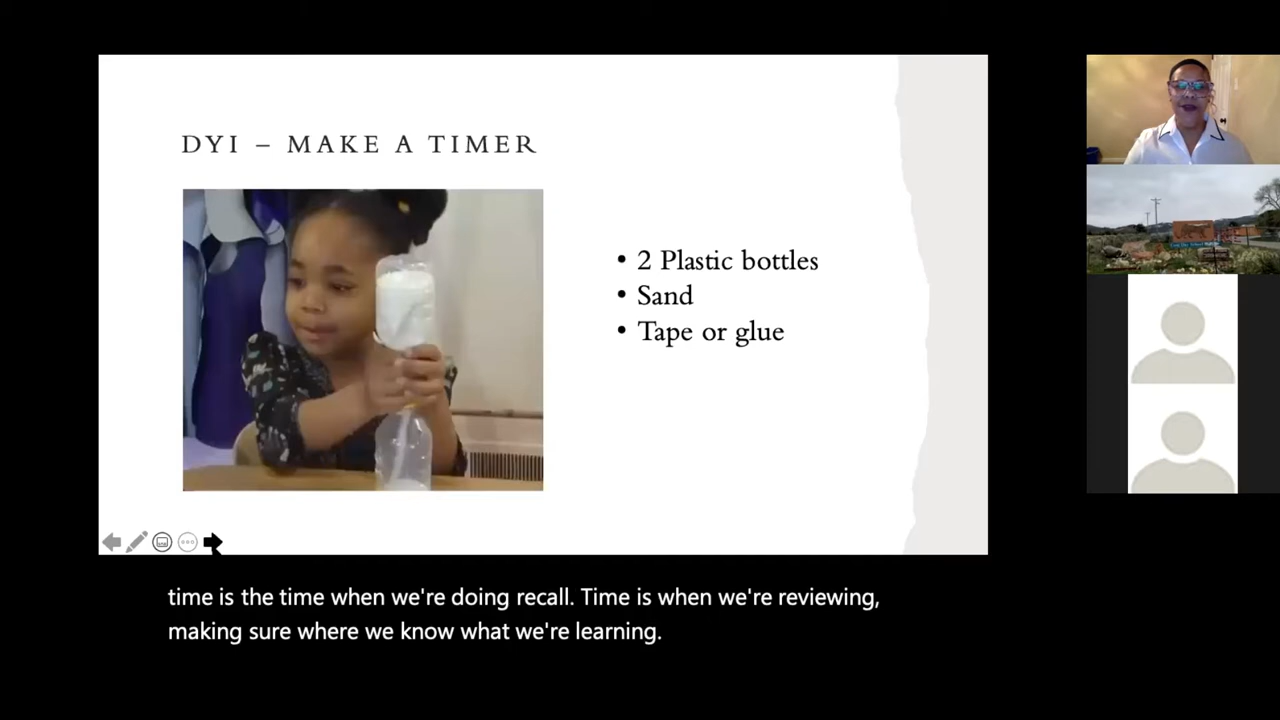 DYI – MAKE A TIMER
• 2 Plastic bottles
• Sand
• Tape or glue
time is the time when we're doing recall. Time is when we're reviewing,
making sure where we know what we're learning.